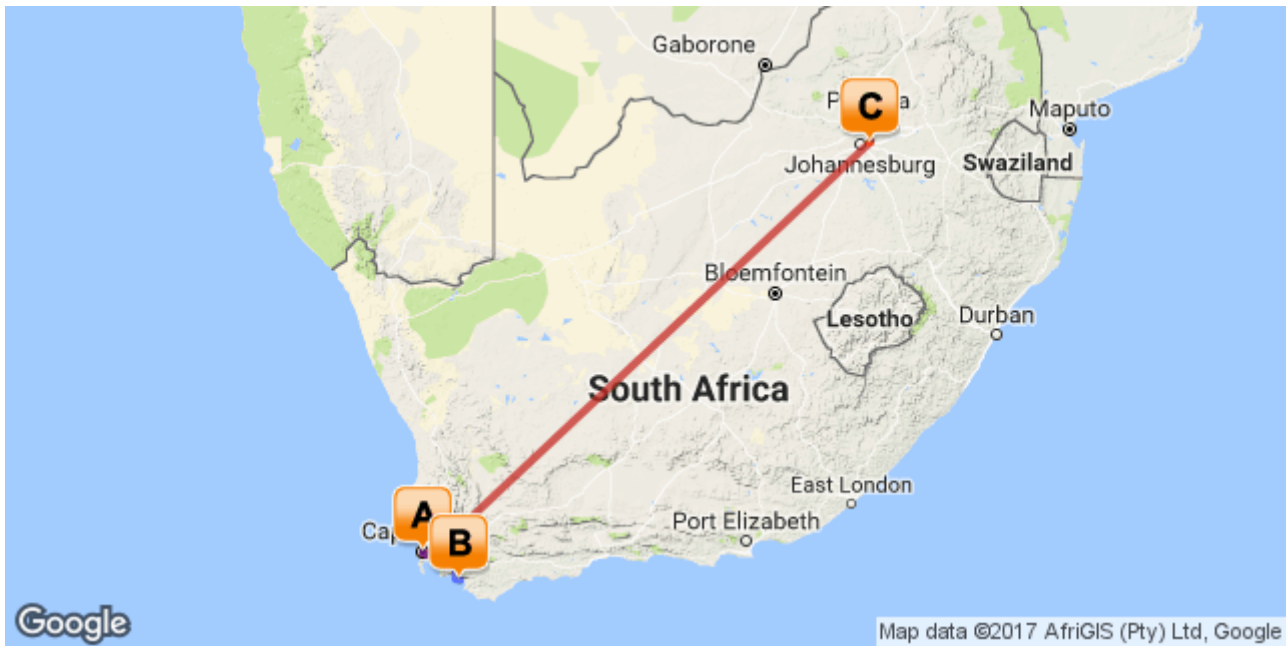 Gaborone
C
Maputo
Johannesburg
Swaziland
Bloemfontein
Lesotho
Durban
South Africa
East London
A
Port Elizabeth
B
Google
Map data ©2017 AfriGIS (Pty) Ltd, Google